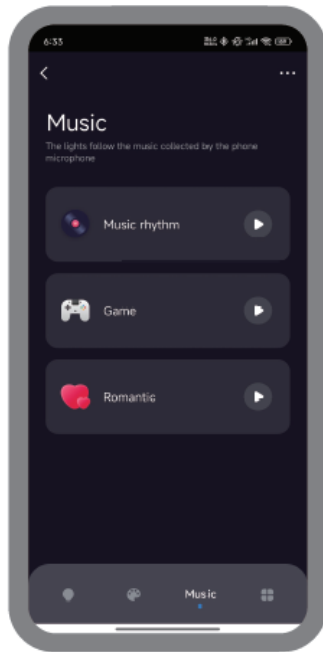 6:33
Music
The lights follow the music collected by the phone
microphone
Music rhythm
Game
Romantic
Music